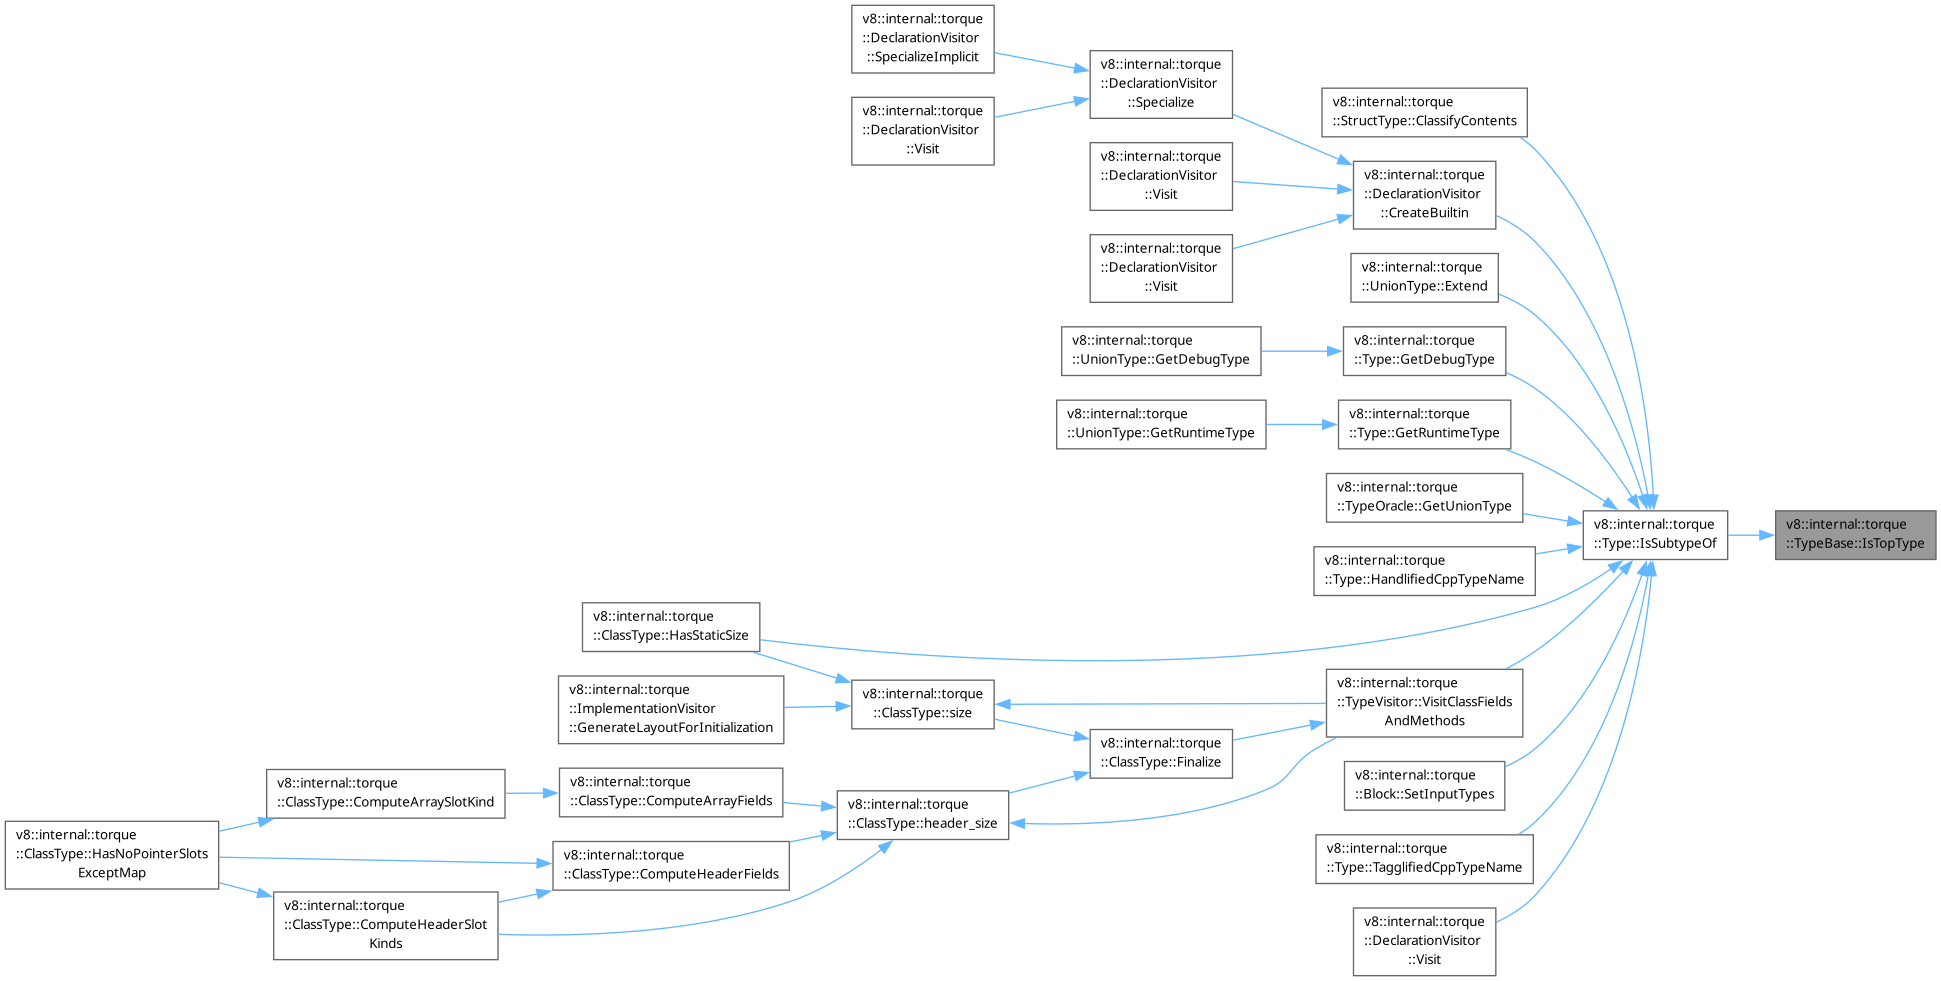 v8::internal::torque
::DeclarationVisitor
::SpecializeImplicit
v8::internal::torque
::DeclarationVisitor
::Visit
v8::internal::torque
::DeclarationVisitor
::Specialize
v8::internal::torque
::DeclarationVisitor
::Visit
v8::internal::torque
::DeclarationVisitor
::Visit
v8::internal::torque
::StructType::ClassifyContents
v8::internal::torque
::DeclarationVisitor
::CreateBuiltin
v8::internal::torque
::UnionType::Extend
v8::internal::torque
::UnionType::GetDebugType
v8::internal::torque
::Type::GetDebugType
v8::internal::torque
::UnionType::GetRuntimeType
v8::internal::torque
::Type::GetRuntimeType
v8::internal::torque
::TypeOracle::GetUnionType
v8::internal::torque
::Type::IsSubtypeOf
v8::internal::torque
::TypeBase::IsTopType
v8::internal::torque
::Type::HandlifiedCppTypeName
v8::internal::torque
::ClassType::HasStaticSize
v8::internal::torque
::ImplementationVisitor
::GenerateLayoutForInitialization
v8::internal::torque
::ClassType::size
v8::internal::torque
::TypeVisitor::VisitClassFields
AndMethods
v8::internal::torque
::ClassType::Finalize
v8::internal::torque
::ClassType::ComputeArraySlotKind
v8::internal::torque
::ClassType::ComputeArrayFields
v8::internal::torque
::ClassType::header_size
v8::internal::torque
::Block::SetInputTypes
v8::internal::torque
::ClassType::HasNoPointerSlots
ExceptMap
v8::internal::torque
::ClassType::ComputeHeaderFields
v8::internal::torque
::Type::TagglifiedCppTypeName
v8::internal::torque
::ClassType::ComputeHeaderSlot
Kinds
v8::internal::torque
::DeclarationVisitor
::Visit